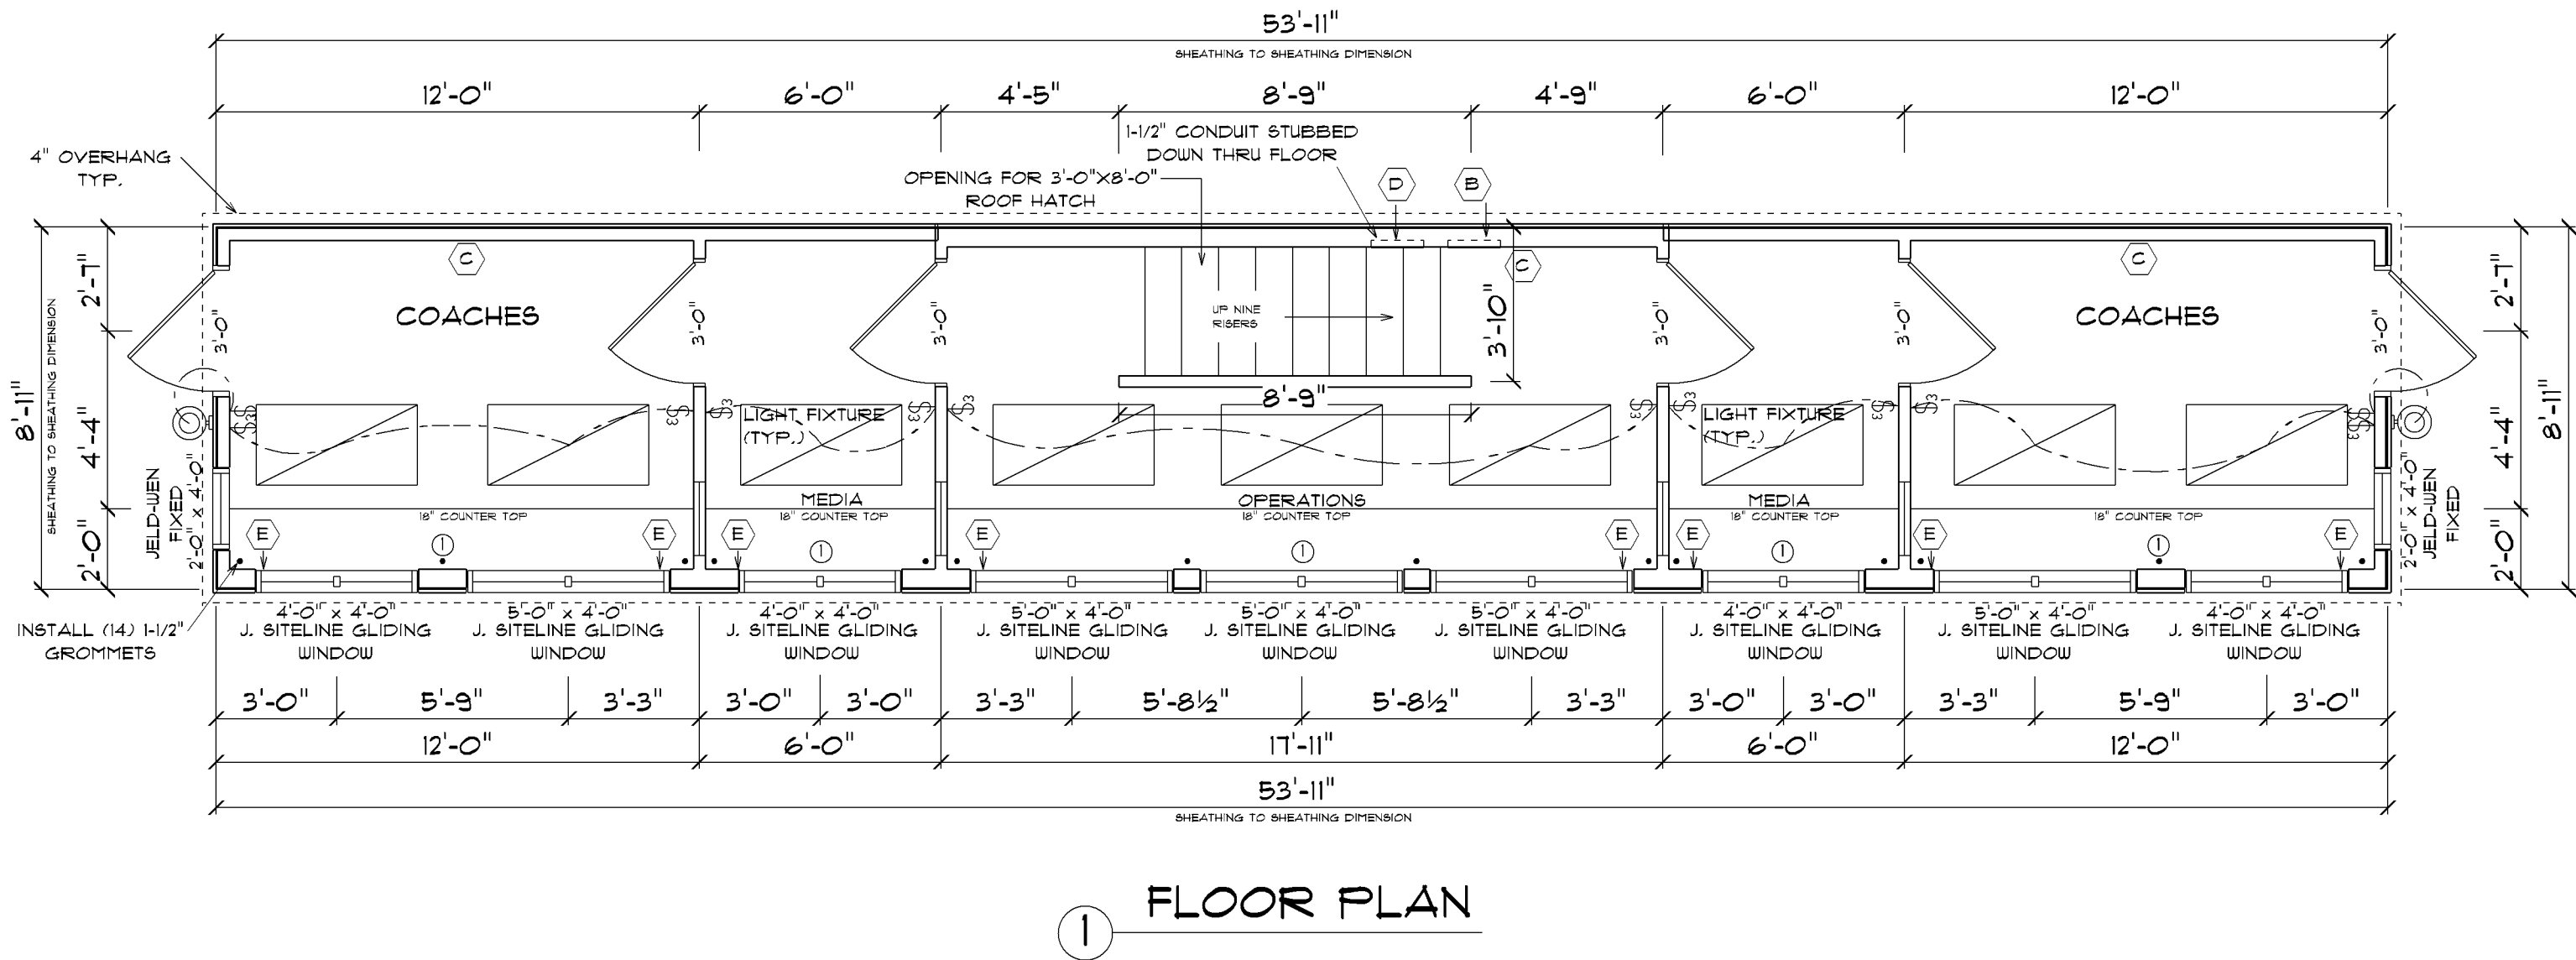 53'-11"
SHEATHING TO SHEATHING DIMENSION
12'-0" 6'-0" 4'-5" 8'-9" 4'-9" 6'-0" 12'-0"
4" OVERHANG
TYP.
1-1/2" CONDUIT STUBBED
DOWN THRU FLOOR
OPENING FOR 3'-0"X8'-0"
ROOF HATCH
D B
C C C
COACHES COACHES
UP NINE
RISERS
3'-0" 3'-0" 3'-0" 3'-0" 3'-0" 3'-0"
3'-10"
8'-9"
8'-11"
SHEATHING TO SHEATHING DIMENSION
2'-7"
4'-4"
2'-0"
2'-7"
4'-4"
2'-0"
8'-11"
$3 $3 $3 $3 $3 $3 $3 $3 $3 $3
LIGHT FIXTURE
(TYP.)
LIGHT FIXTURE
(TYP.)
JELD-WEN
FIXED
2'-0" x 4'-0"
2'-0" x 4'-0"
JELD-WEN
FIXED
MEDIA OPERATIONS MEDIA
18" COUNTER TOP 18" COUNTER TOP 18" COUNTER TOP 18" COUNTER TOP 18" COUNTER TOP
E E E E E E E E
1 1 1 1 1
INSTALL (14) 1-1/2"
GROMMETS
4'-0" x 4'-0" 5'-0" x 4'-0" 4'-0" x 4'-0" 5'-0" x 4'-0" 5'-0" x 4'-0" 5'-0" x 4'-0" 4'-0" x 4'-0" 5'-0" x 4'-0" 4'-0" x 4'-0"
J. SITELINE GLIDING J. SITELINE GLIDING J. SITELINE GLIDING J. SITELINE GLIDING J. SITELINE GLIDING J. SITELINE GLIDING J. SITELINE GLIDING J. SITELINE GLIDING J. SITELINE GLIDING
WINDOW WINDOW WINDOW WINDOW WINDOW WINDOW WINDOW WINDOW WINDOW
3'-0" 5'-9" 3'-3" 3'-0" 3'-0" 3'-3" 5'-8½" 5'-8½" 3'-3" 3'-0" 3'-0" 3'-3" 5'-9" 3'-0"
12'-0" 6'-0" 17'-11" 6'-0" 12'-0"
53'-11"
SHEATHING TO SHEATHING DIMENSION
1 FLOOR PLAN